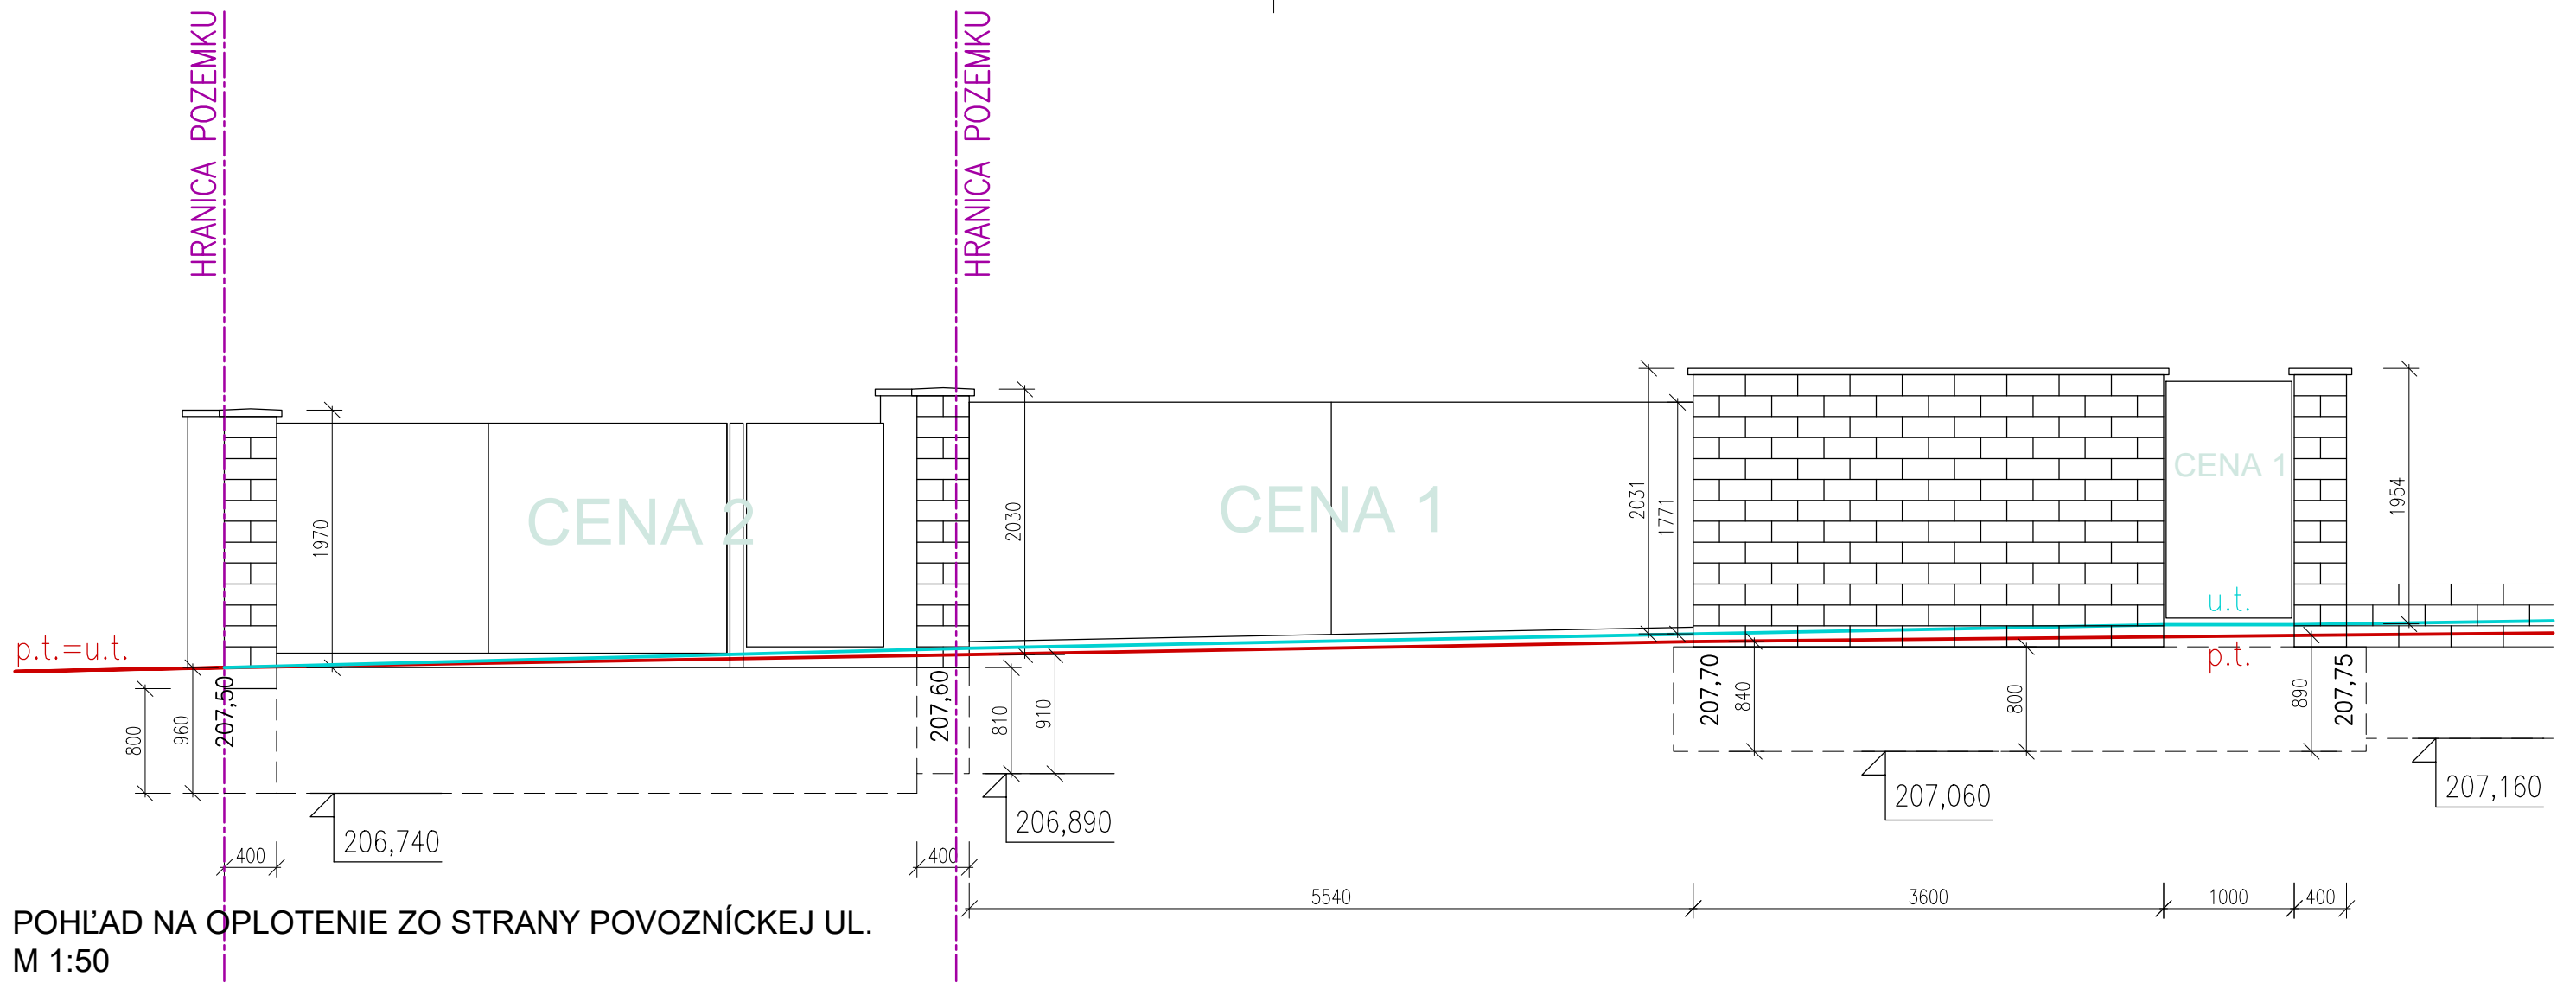 HRANICA POZEMKU
HRANICA POZEMKU
CENA 2
CENA 1
CENA 1
1970
2030
2031
1771
1954
u.t.
p.t.=u.t.
p.t.
800
960
207,50
207,60
810
910
207,70
840
800
890
207,75
206,740
206,890
207,060
207,160
400
400
5540
3600
1000
400
POHĽAD NA OPLOTENIE ZO STRANY POVOZNÍCKEJ UL.
M 1:50